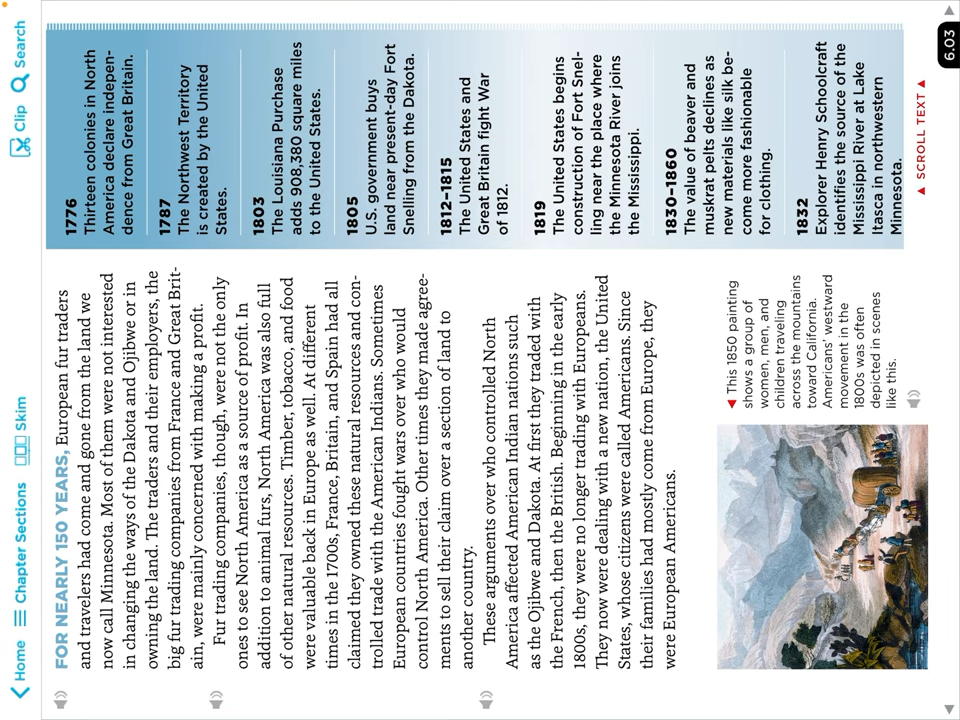 Home
Chapter Sections
Skim
Clip
Search
FOR NEARLY 150 YEARS, European fur traders
and travelers had come and gone from the land we
now call Minnesota. Most of them were not interested
in changing the ways of the Dakota and Ojibwe or in
owning the land. The traders and their employers, the
big fur trading companies from France and Great Brit-
ain, were mainly concerned with making a profit.
Fur trading companies, though, were not the only
ones to see North America as a source of profit. In
addition to animal furs, North America was also full
of other natural resources. Timber, tobacco, and food
were valuable back in Europe as well. At different
times in the 1700s, France, Britain, and Spain had all
claimed they owned these natural resources and con-
trolled trade with the American Indians. Sometimes
European countries fought wars over who would
control North America. Other times they made agree-
ments to sell their claim over a section of land to
another country.
These arguments over who controlled North
America affected American Indian nations such
as the Ojibwe and Dakota. At first they traded with
the French, then the British. Beginning in the early
1800s, they were no longer trading with Europeans.
They now were dealing with a new nation, the United
States, whose citizens were called Americans. Since
their families had mostly come from Europe, they
were European Americans.
◀ This 1850 painting
shows a group of
women, men, and
children traveling
across the mountains
toward California.
Americans' westward
movement in the
1800s was often
depicted in scenes
like this.
1776
Thirteen colonies in North
America declare indepen-
dence from Great Britain.
1787
The Northwest Territory
is created by the United
States.
1803
The Louisiana Purchase
adds 908,380 square miles
to the United States.
1805
U.S. government buys
land near present-day Fort
Snelling from the Dakota.
1812–1815
The United States and
Great Britain fight War
of 1812.
1819
The United States begins
construction of Fort Snel-
ling near the place where
the Minnesota River joins
the Mississippi.
1830–1860
The value of beaver and
muskrat pelts declines as
new materials like silk be-
come more fashionable
for clothing.
1832
Explorer Henry Schoolcraft
identifies the source of the
Mississippi River at Lake
Itasca in northwestern
Minnesota.
▲ SCROLL TEXT ▲
6.03